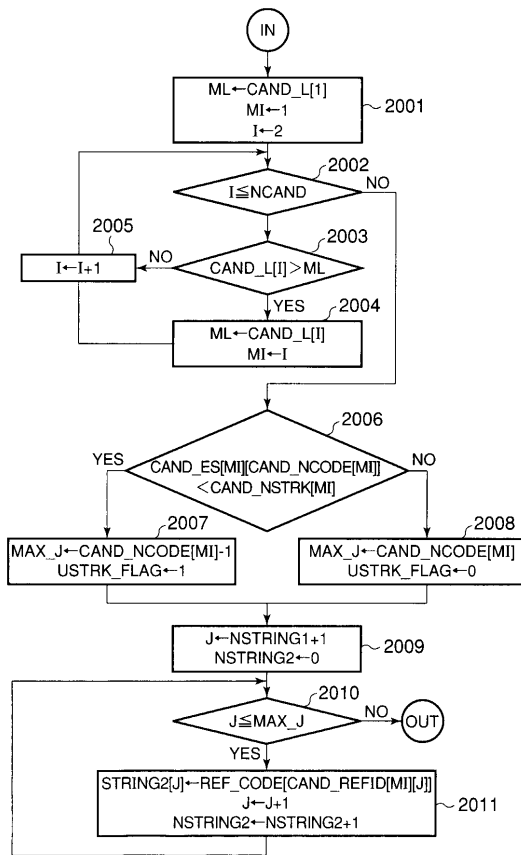 IN
ML←CAND_L[1]
MI←1
I←2
2001
2002
I≦NCAND
NO
2005
I←I+1
NO
2003
CAND_L[I]>ML
YES
2004
ML←CAND_L[I]
MI←I
2006
YES
CAND_ES[MI][CAND_NCODE[MI]]
<CAND_NSTRK[MI]
NO
2007
MAX_J←CAND_NCODE[MI]-1
USTRK_FLAG←1
2008
MAX_J←CAND_NCODE[MI]
USTRK_FLAG←0
J←NSTRING1+1
NSTRING2←0
2009
2010
J≦MAX_J
NO
OUT
YES
STRING2[J]←REF_CODE[CAND_REFID[MI][J]]
J←J+1
NSTRING2←NSTRING2+1
2011